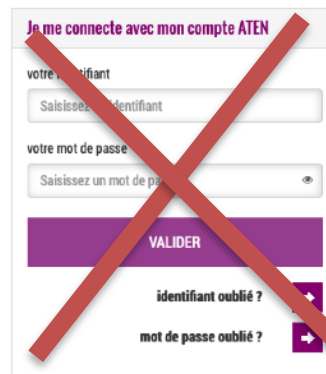 Je me connecte avec mon compte ATEN
votre identifiant
Saisissez identifiant
votre mot de passe
Saisissez un mot de
VALIDER
identifiant oublié ?
mot de passe oublié ?